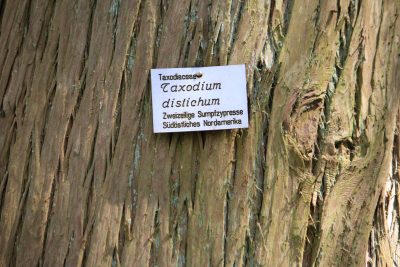 Taxodiaceae
Taxodium
distichum
Zweizeilige Sumpfzypresse
Südöstliches Nordamerika